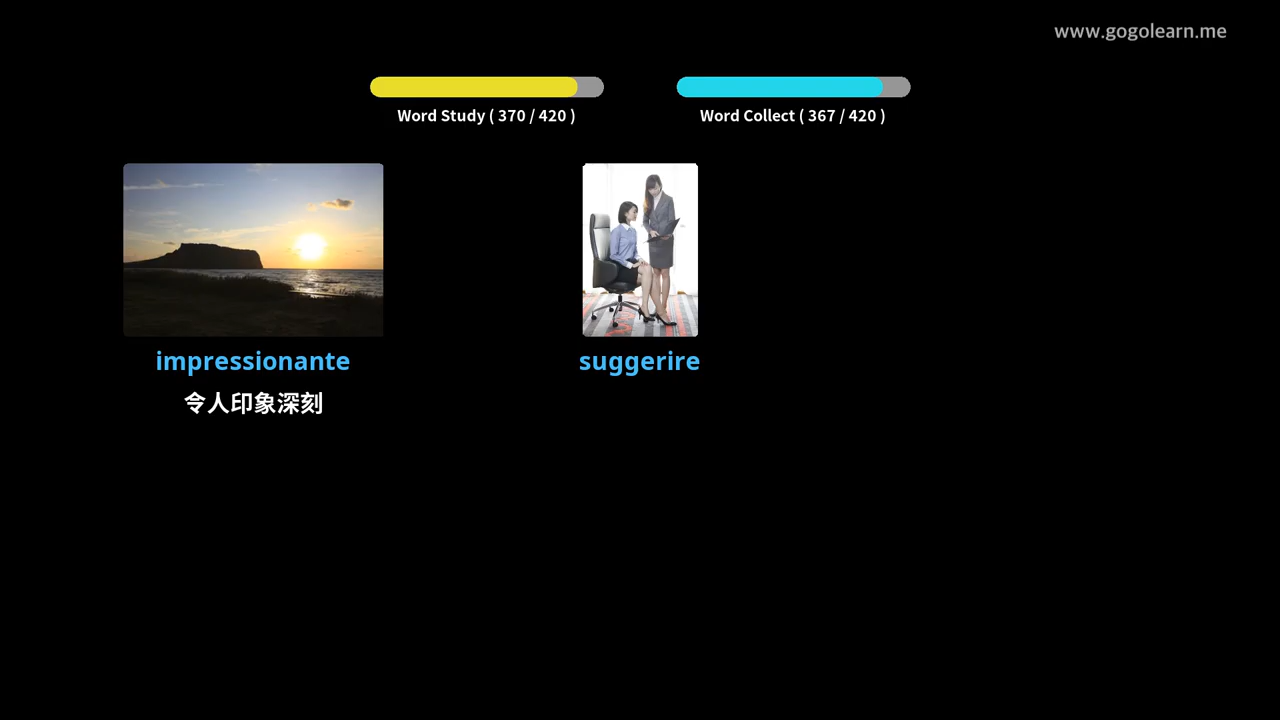 www.gogolearn.me
Word Study ( 370 / 420 )
Word Collect ( 367 / 420 )
impressionante
suggerire
令人印象深刻